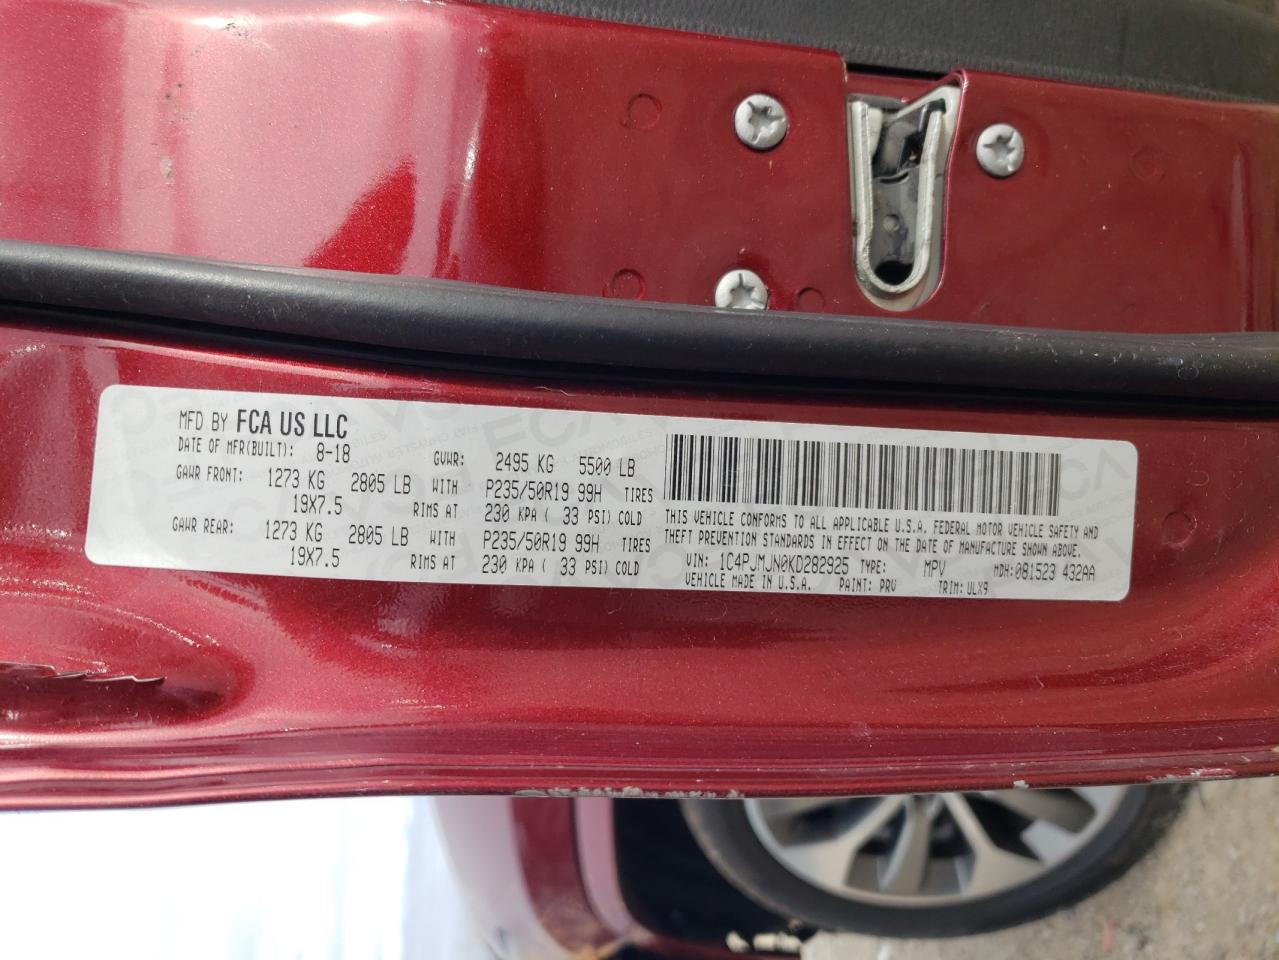 MFD BY FCA US LLC
DATE OF MFR(BUILT): 8-18 GVWR: 2495 KG 5500 LB
GAWR FRONT: 1273 KG 2805 LB WITH P235/50R19 99H TIRES
19X7.5 RIMS AT 230 KPA ( 33 PSI) COLD
GAWR REAR: 1273 KG 2805 LB WITH P235/50R19 99H TIRES
19X7.5 RIMS AT 230 KPA ( 33 PSI) COLD
THIS VEHICLE CONFORMS TO ALL APPLICABLE U.S.A. FEDERAL MOTOR VEHICLE SAFETY AND
THEFT PREVENTION STANDARDS IN EFFECT ON THE DATE OF MANUFACTURE SHOWN ABOVE.
VIN: 1C4PJMJN0KD282925 TYPE: MPV MDH:081523 432AA
VEHICLE MADE IN U.S.A. PAINT: PRV TRIM: ULX9